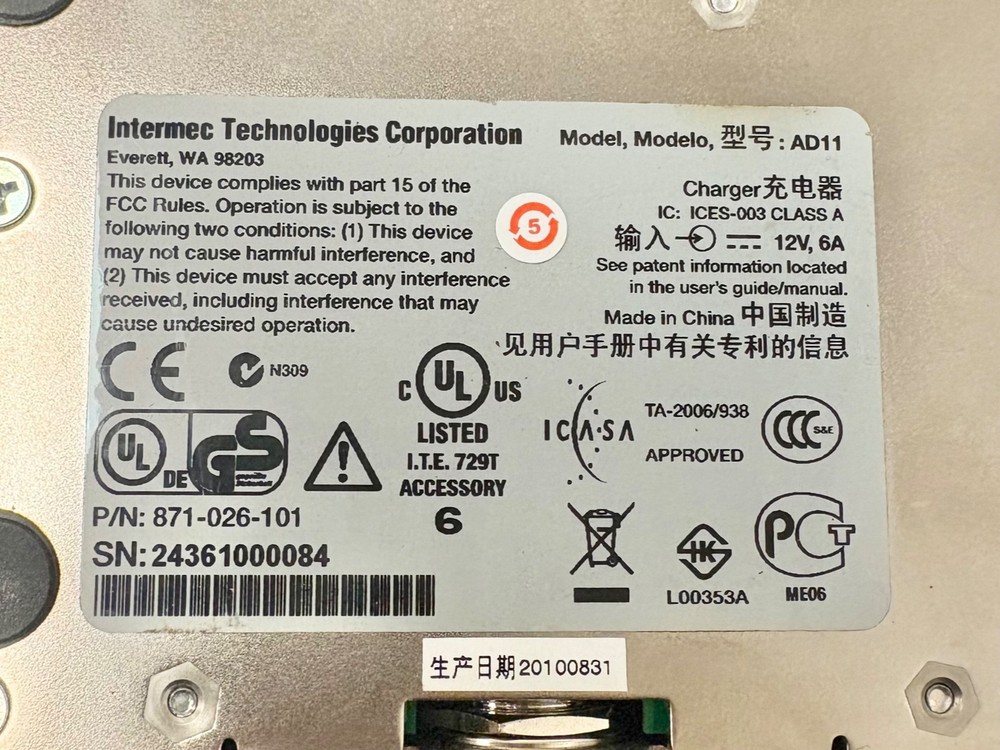 Intermec Technologies Corporation
Everett, WA 98203
This device complies with part 15 of the
FCC Rules. Operation is subject to the
following two conditions: (1) This device
may not cause harmful interference, and
(2) This device must accept any interference
received, including interference that may
cause undesired operation.
5
Model, Modelo, 型号: AD11
Charger充电器
IC: ICES-003 CLASS A
输入 12V, 6A
See patent information located
in the user's guide/manual.
Made in China 中国制造
见用户手册中有关专利的信息
CE
N309
C UL US
LISTED
I.T.E. 729T
ACCESSORY
6
UL DE GS
geprüfte
Sicherheit
ICASA
TA-2006/938
APPROVED
CCC S&E
P/N: 871-026-101
SN: 24361000084
L00353A
PCT
ME06
生产日期20100831